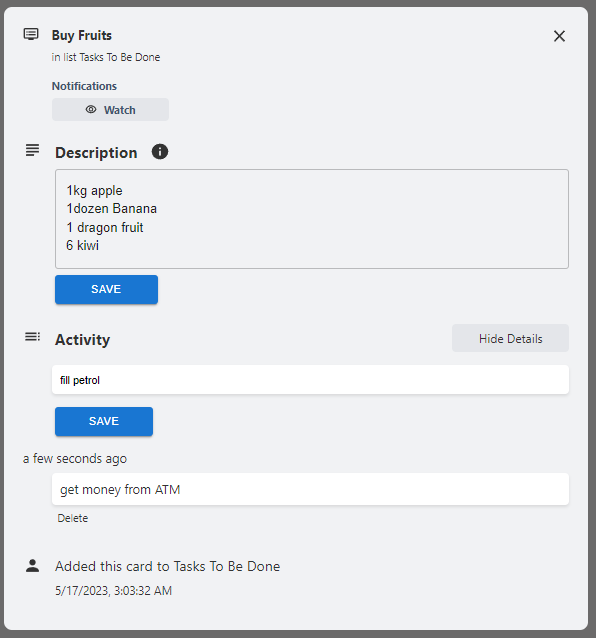 Buy Fruits
in list Tasks To Be Done
Notifications
Watch
Description
1kg apple
1dozen Banana
1 dragon fruit
6 kiwi
SAVE
Activity
Hide Details
fill petrol
SAVE
a few seconds ago
get money from ATM
Delete
Added this card to Tasks To Be Done
5/17/2023, 3:03:32 AM